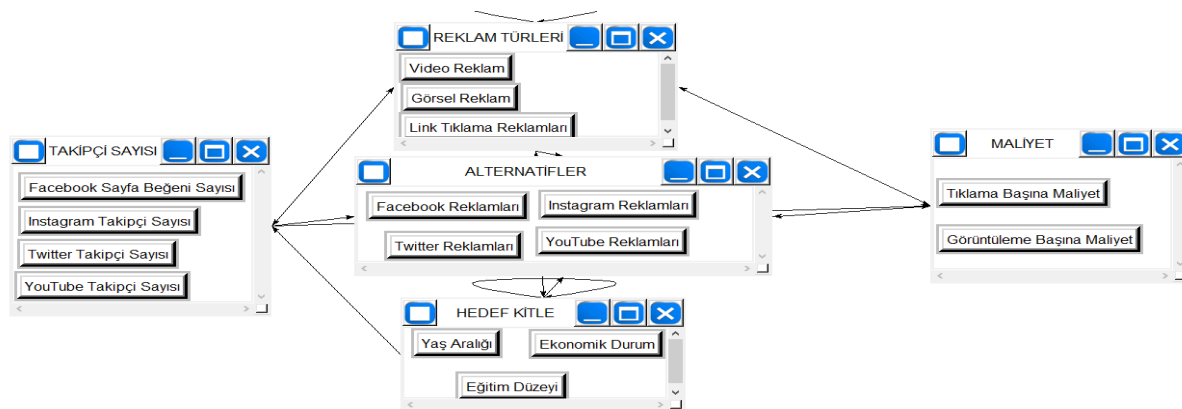 REKLAM TÜRLERİ
Video Reklam
Görsel Reklam
Link Tıklama Reklamları
TAKİPÇİ SAYISI
Facebook Sayfa Beğeni Sayısı
Instagram Takipçi Sayısı
Twitter Takipçi Sayısı
YouTube Takipçi Sayısı
ALTERNATİFLER
Facebook Reklamları
Instagram Reklamları
Twitter Reklamları
YouTube Reklamları
MALİYET
Tıklama Başına Maliyet
Görüntüleme Başına Maliyet
HEDEF KİTLE
Yaş Aralığı
Ekonomik Durum
Eğitim Düzeyi